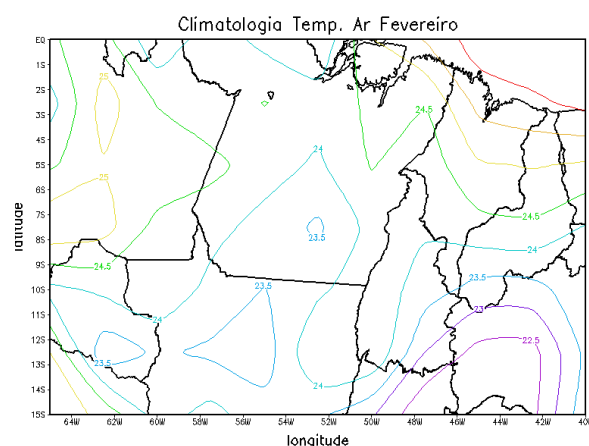 Climatologia Temp. Ar Fevereiro
EQ
1S
2S
3S
4S
5S
6S
7S
8S
9S
10S
11S
12S
13S
14S
15S
latitude
25
24.5
24
25
23.5
24.5
24.5
24
24
23.5
23.5
23
23.5
22.5
24
64W
62W
60W
58W
56W
54W
52W
50W
48W
46W
44W
42W
40W
longitude